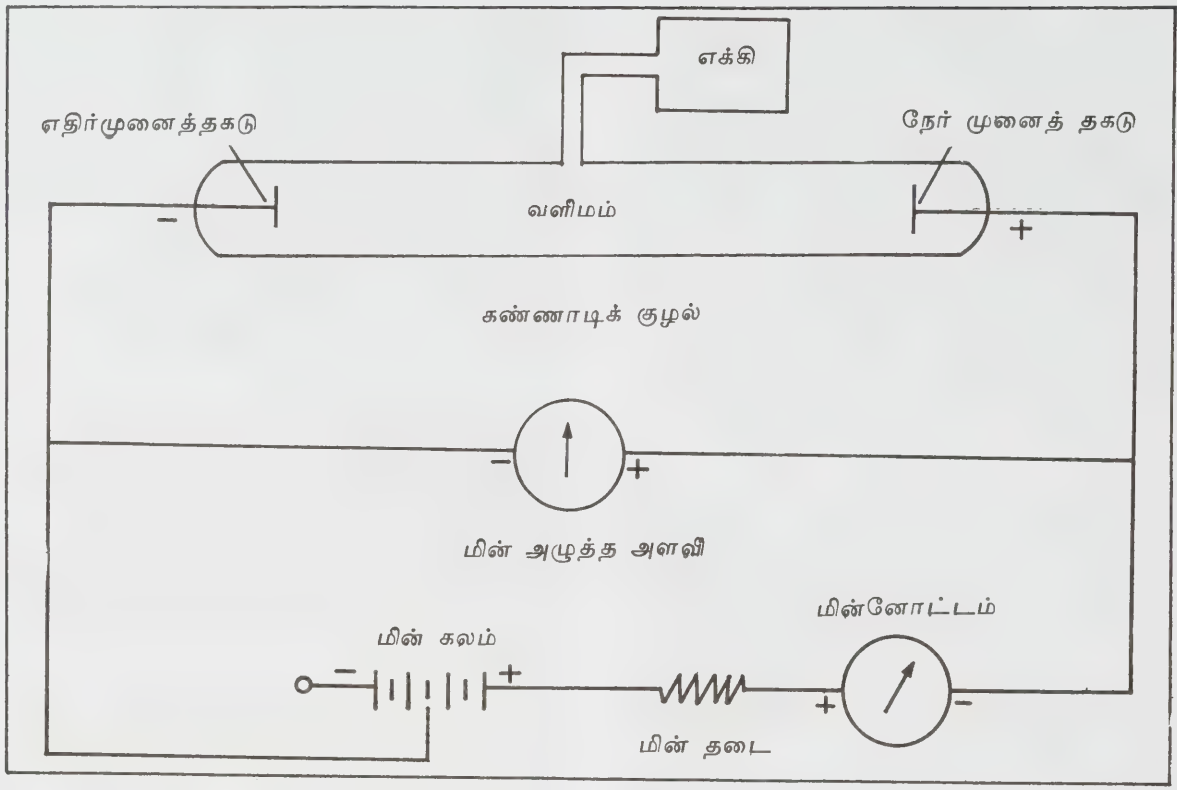 எக்கி
எதிர்முனைத்தகடு
நேர் முனைத் தகடு
வளிமம்
−
+
கண்ணாடிக் குழல்
−
+
மின் அழுத்த அளவி
மின்னோட்டம்
மின் கலம்
−
+
+
−
மின் தடை